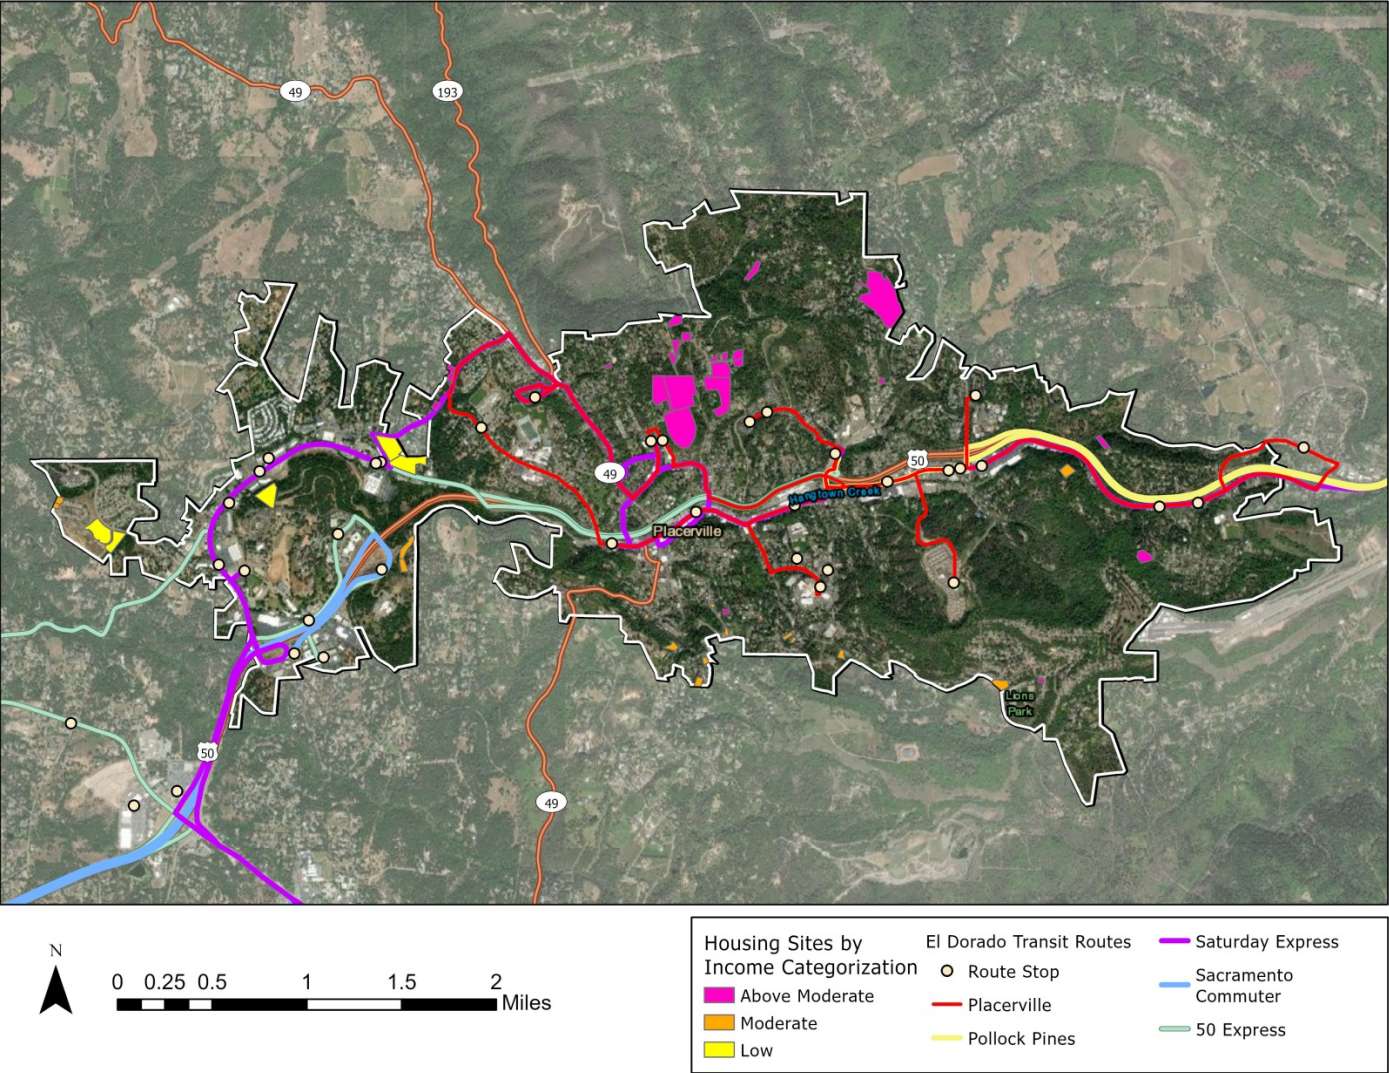 49
193
49
50
Hangtown Creek
Placerville
Lions
Park
50
49
N
0 0.25 0.5 1 1.5 2
Miles
Housing Sites by
Income Categorization
Above Moderate
Moderate
Low
El Dorado Transit Routes
Route Stop
Placerville
Pollock Pines
Saturday Express
Sacramento
Commuter
50 Express